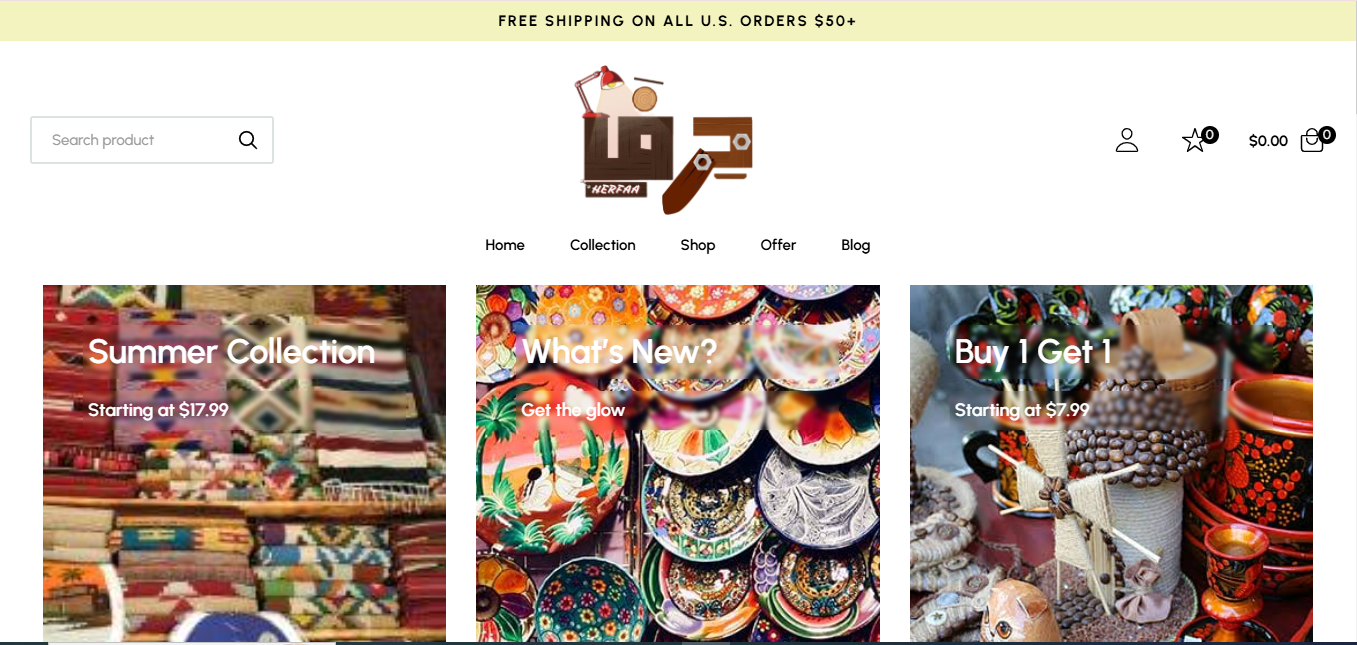 FREE SHIPPING ON ALL U.S. ORDERS $50+
Search product
HERFAA
0
$0.00
0
Home
Collection
Shop
Offer
Blog
Summer Collection
Starting at $17.99
What's New?
Get the glow
Buy 1 Get 1
Starting at $7.99